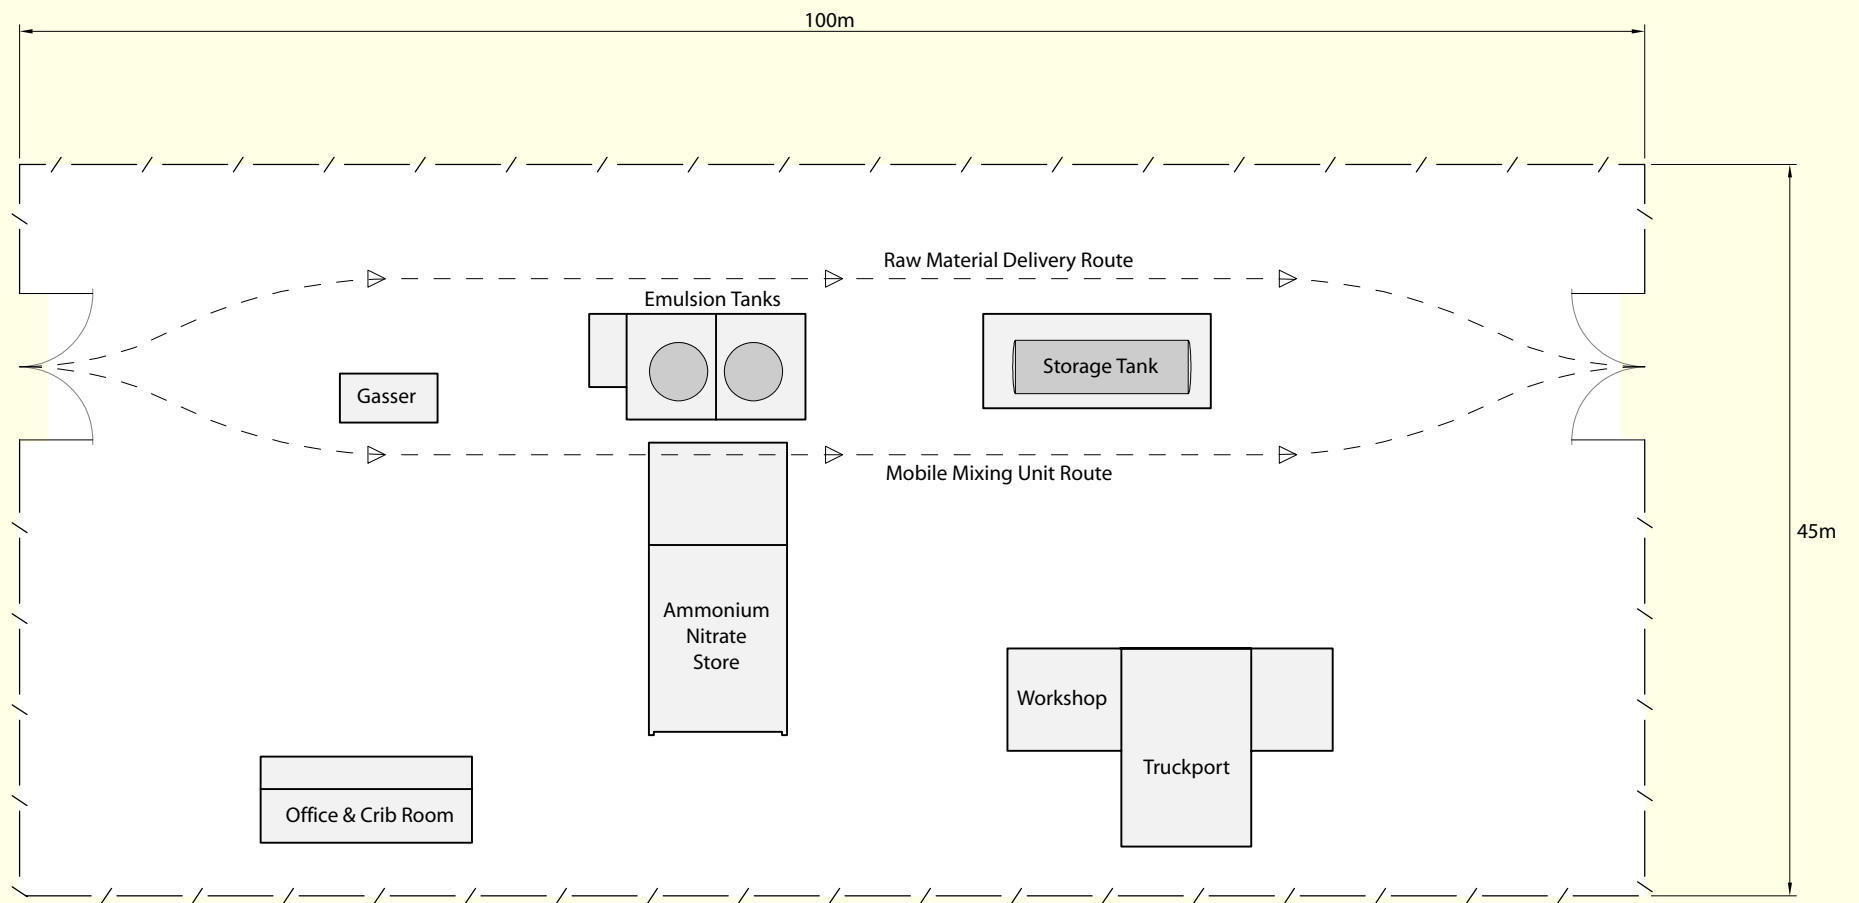 100m
Raw Material Delivery Route
Emulsion Tanks
Storage Tank
Gasser
Mobile Mixing Unit Route
45m
Ammonium
Nitrate
Store
Workshop
Truckport
Office & Crib Room